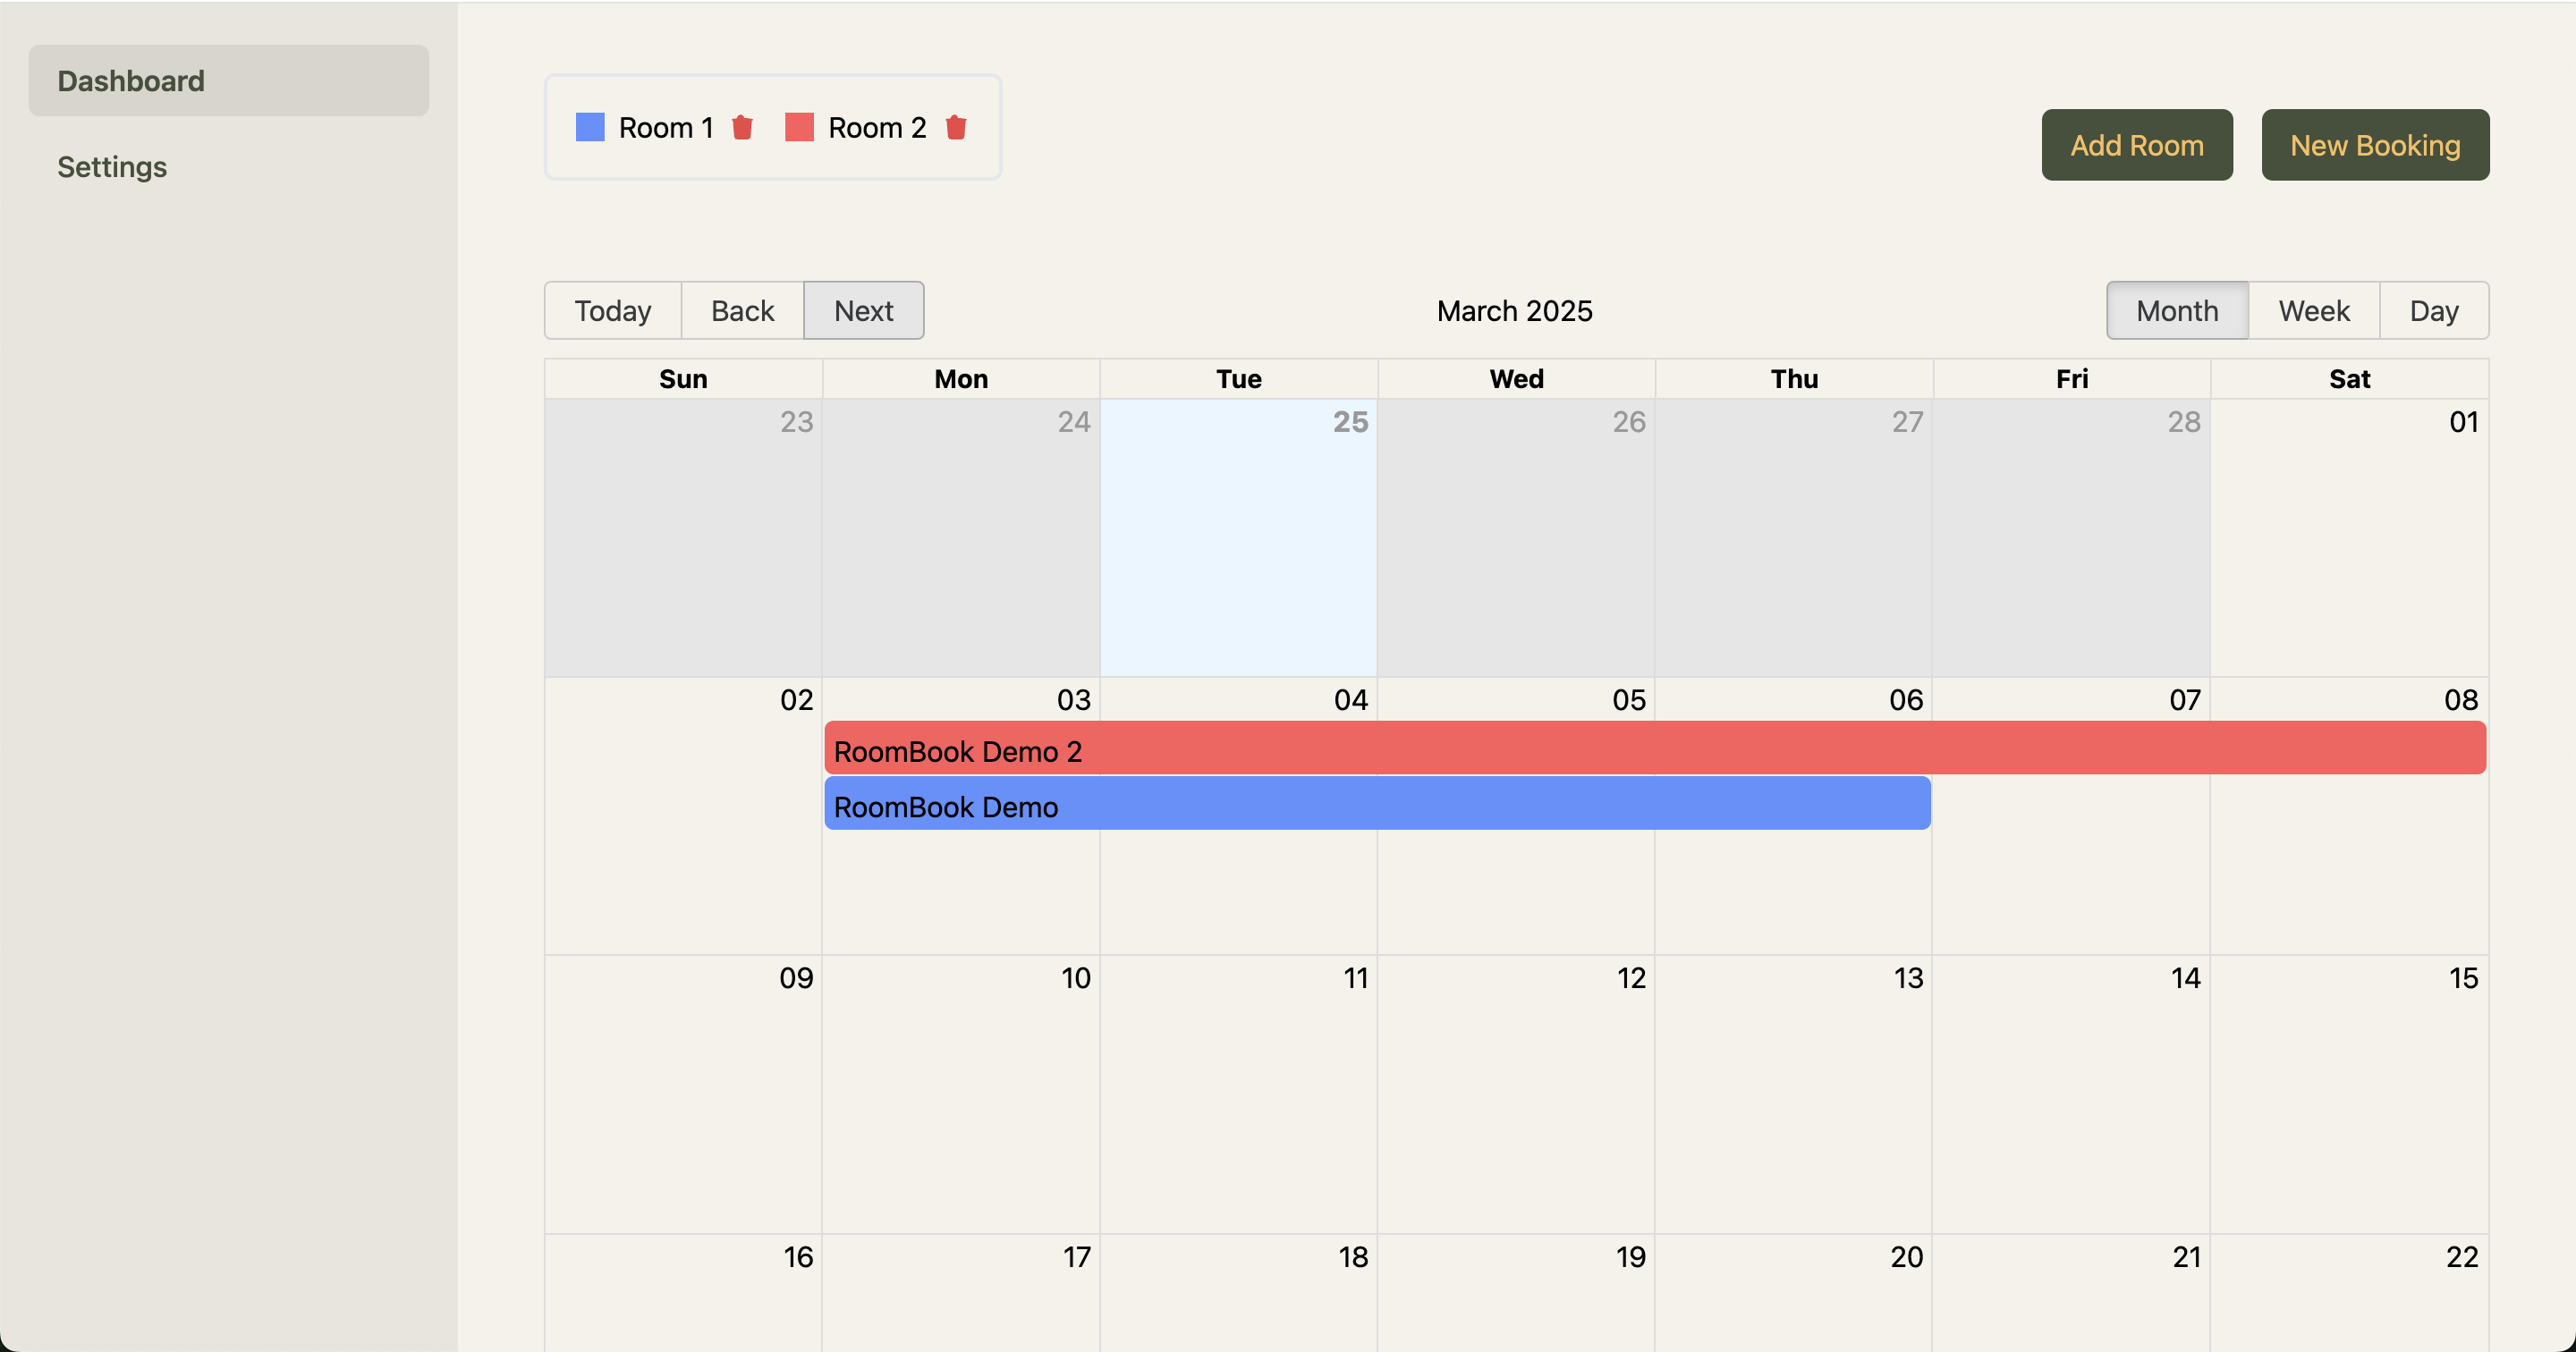 Dashboard
Settings
Room 1 Room 2
Add Room New Booking
Today Back Next March 2025 Month Week Day
Sun Mon Tue Wed Thu Fri Sat
23 24 25 26 27 28 01
02 03 04 05 06 07 08
RoomBook Demo 2
RoomBook Demo
09 10 11 12 13 14 15
16 17 18 19 20 21 22